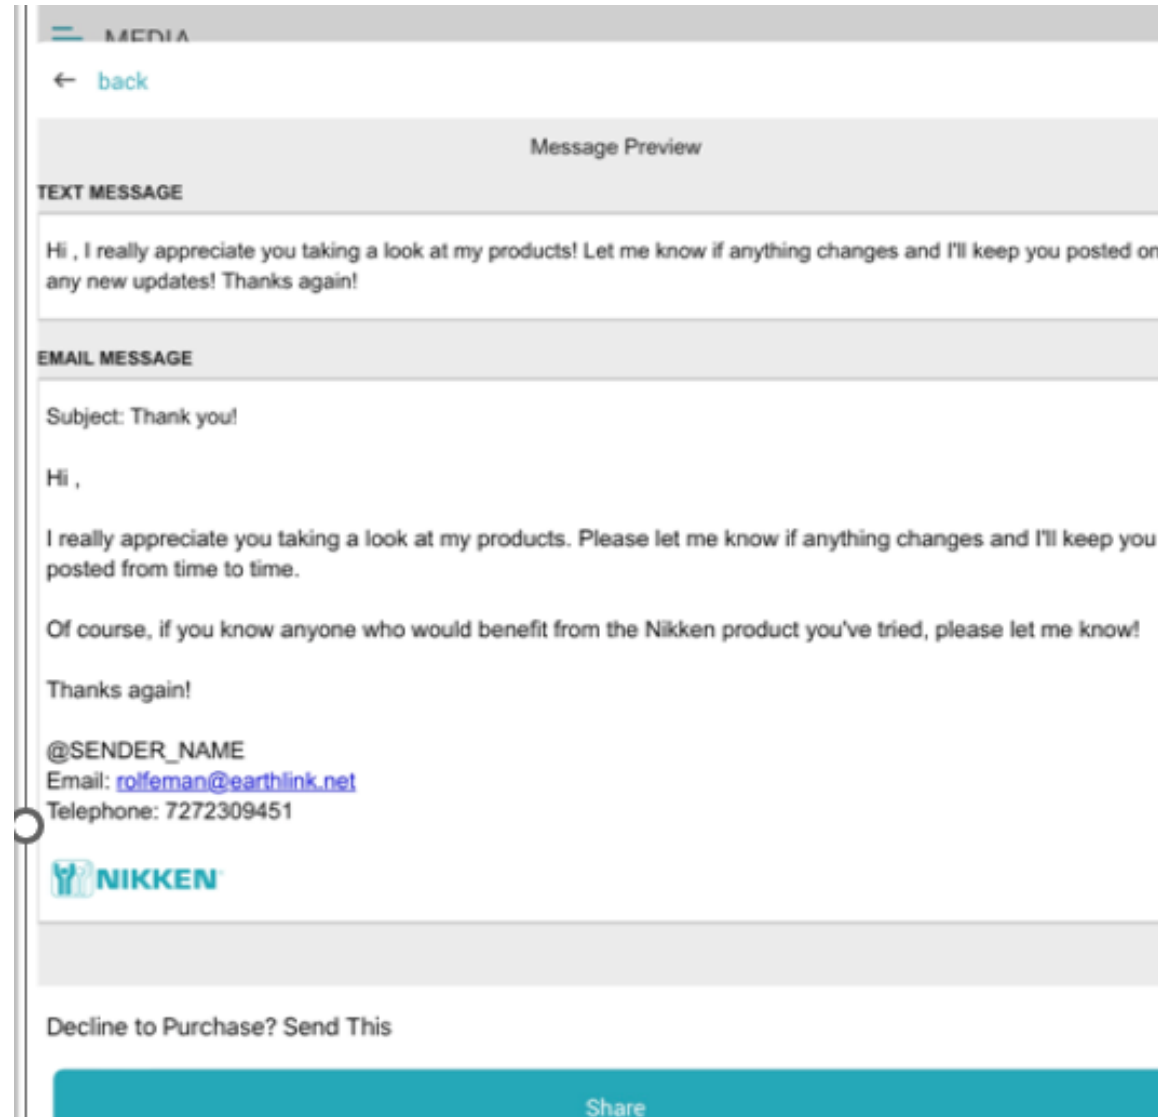 MEDIA
← back
Message Preview
TEXT MESSAGE
Hi , I really appreciate you taking a look at my products! Let me know if anything changes and I'll keep you posted on
any new updates! Thanks again!
EMAIL MESSAGE
Subject: Thank you!
Hi ,
I really appreciate you taking a look at my products. Please let me know if anything changes and I'll keep you
posted from time to time.
Of course, if you know anyone who would benefit from the Nikken product you've tried, please let me know!
Thanks again!
@SENDER_NAME
Email: rolfeman@earthlink.net
Telephone: 7272309451
NIKKEN
Decline to Purchase? Send This
Share